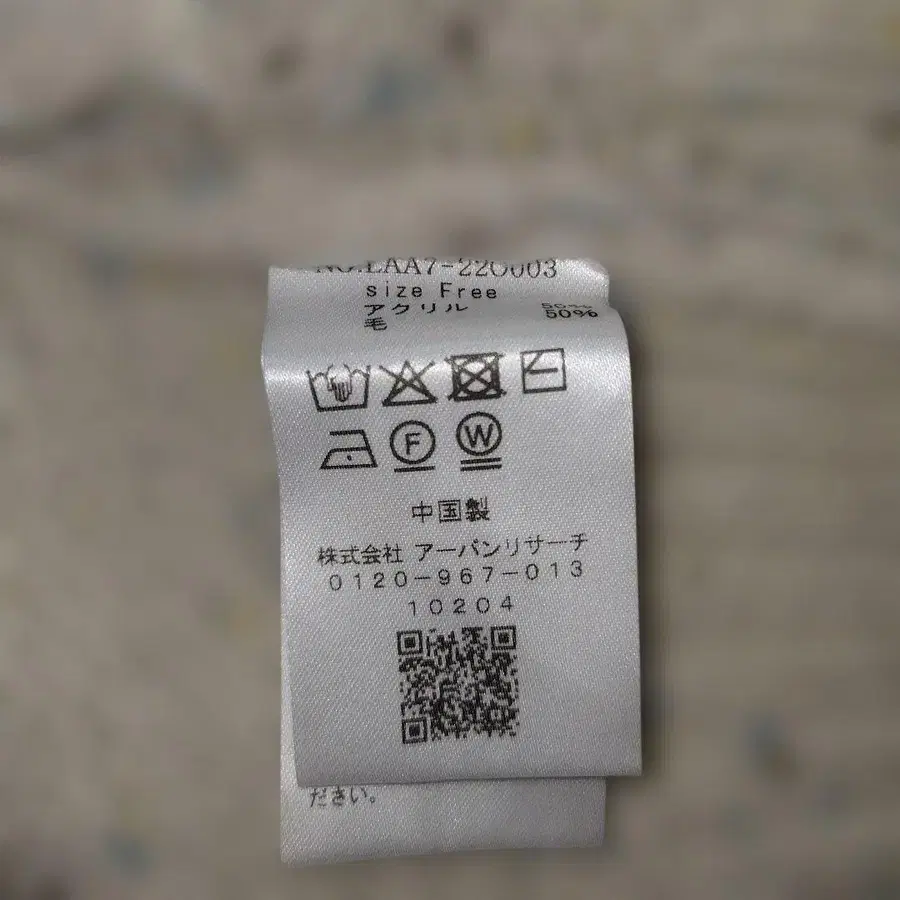 NO.LAA7-220003
size Free
アクリル 50%
毛 50%
F W
中国製
株式会社 アーバンリサーチ
0120-967-013
10204
ださい。